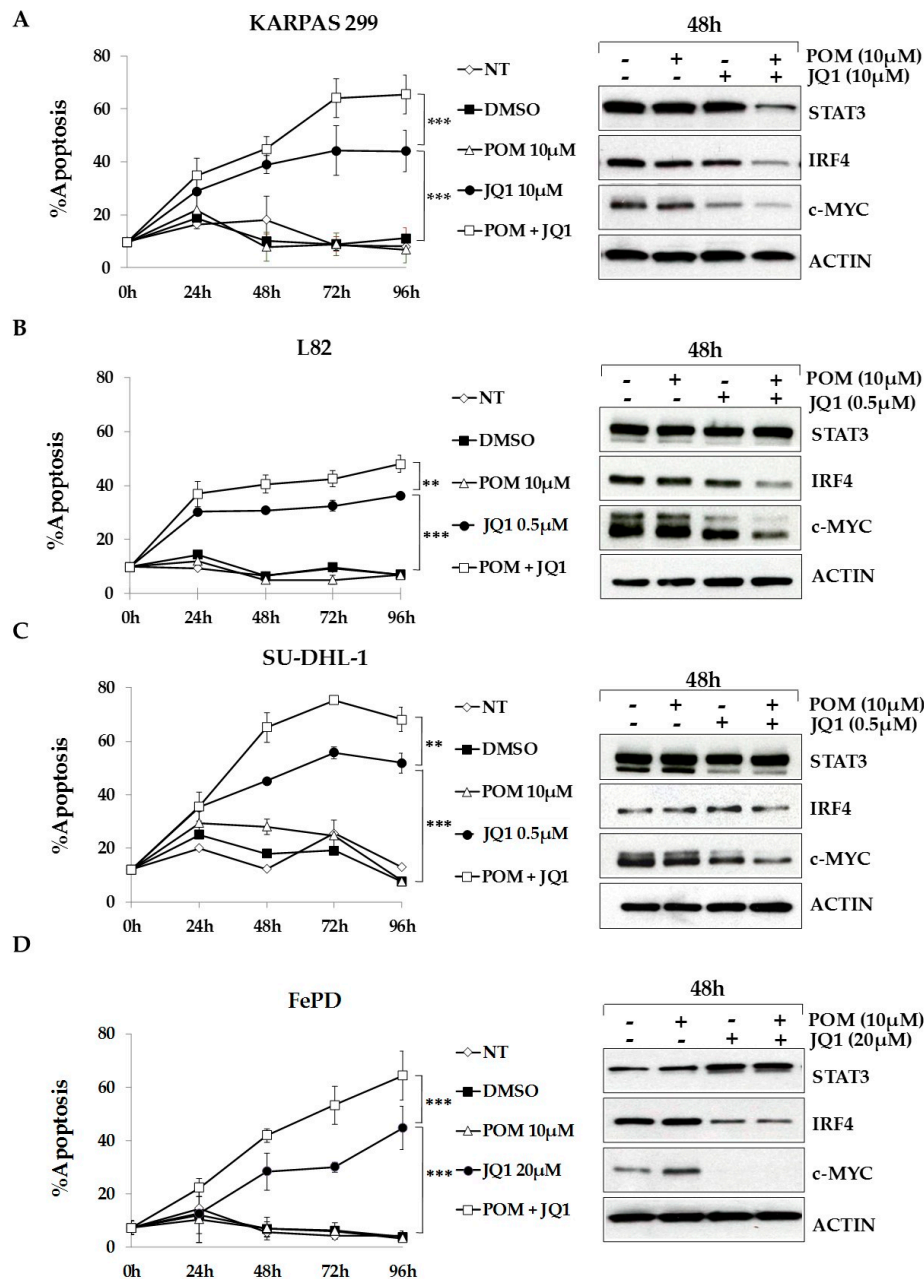 A
KARPAS 299
%Apoptosis
80
60
40
20
0
0h 24h 48h 72h 96h
***
***
NT
DMSO
POM 10μM
JQ1 10μM
POM + JQ1
48h
- + - + POM (10μM)
- - + + JQ1 (10μM)
STAT3
IRF4
c-MYC
ACTIN
B
L82
%Apoptosis
80
60
40
20
0
0h 24h 48h 72h 96h
**
***
NT
DMSO
POM 10μM
JQ1 0.5μM
POM + JQ1
48h
- + - + POM (10μM)
- - + + JQ1 (0.5μM)
STAT3
IRF4
c-MYC
ACTIN
C
SU-DHL-1
%Apoptosis
80
60
40
20
0
0h 24h 48h 72h 96h
**
***
NT
DMSO
POM 10μM
JQ1 0.5μM
POM + JQ1
48h
- + - + POM (10μM)
- - + + JQ1 (0.5μM)
STAT3
IRF4
c-MYC
ACTIN
D
FePD
%Apoptosis
80
60
40
20
0
0h 24h 48h 72h 96h
***
***
NT
DMSO
POM 10μM
JQ1 20μM
POM + JQ1
48h
- + - + POM (10μM)
- - + + JQ1 (20μM)
STAT3
IRF4
c-MYC
ACTIN